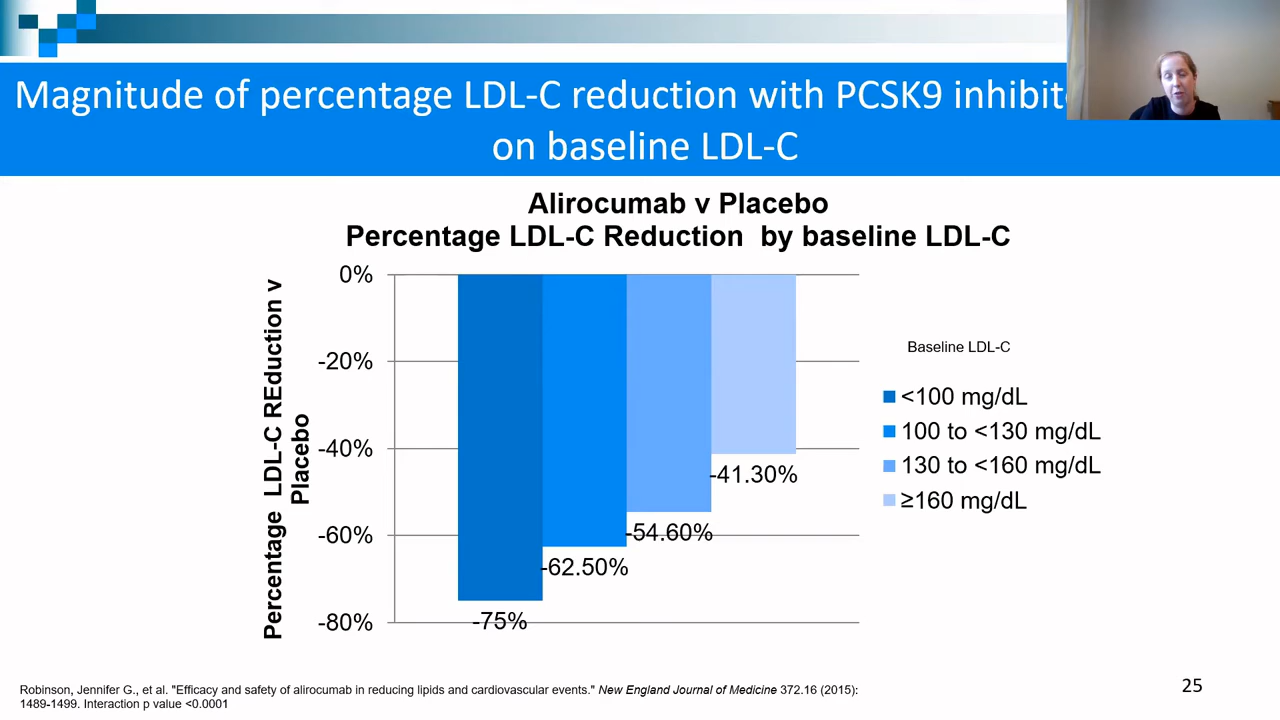 Magnitude of percentage LDL-C reduction with PCSK9
on baseline LDL-C
Alirocumab v Placebo
Percentage LDL-C Reduction by baseline LDL-C
Percentage LDL-C REduction v
Placebo
0%
-20%
-40%
-60%
-80%
-75%
-62.50%
-54.60%
-41.30%
Baseline LDL-C
<100 mg/dL
100 to <130 mg/dL
130 to <160 mg/dL
≥160 mg/dL
Robinson, Jennifer G., et al. "Efficacy and safety of alirocumab in reducing lipids and cardiovascular events." New England Journal of Medicine 372.16 (2015):
1489-1499. Interaction p value <0.0001
25